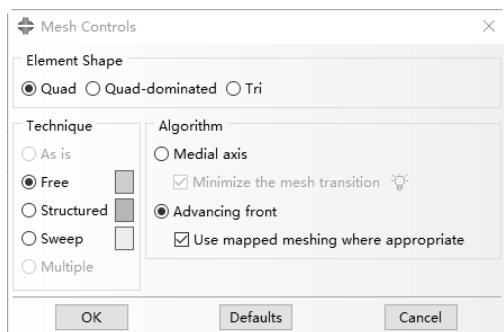 Mesh Controls
Element Shape
Quad Quad-dominated Tri
Technique
As is
Free
Structured
Sweep
Multiple
Algorithm
Medial axis
Minimize the mesh transition
Advancing front
Use mapped meshing where appropriate
OK Defaults Cancel